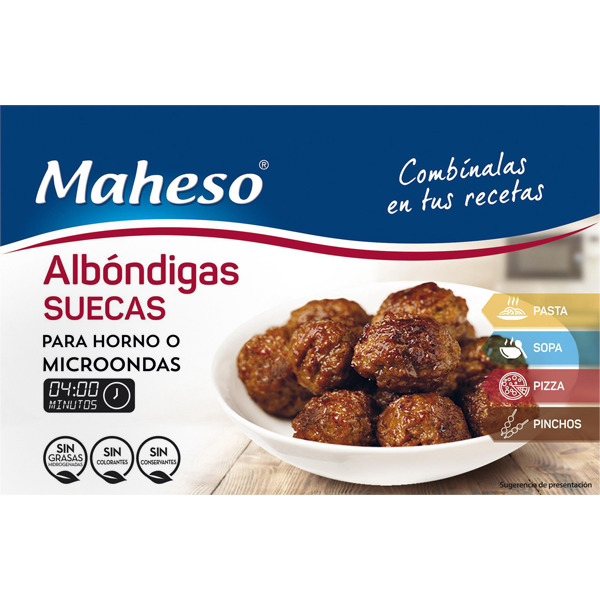 Maheso®
Combínalas
en tus recetas
Albóndigas
SUECAS
PARA HORNO O
MICROONDAS
04:00
MINUTOS
SIN
GRASAS
HIDROGENADAS
SIN
COLORANTES
SIN
CONSERVANTES
PASTA
SOPA
PIZZA
PINCHOS
Sugerencia de presentación